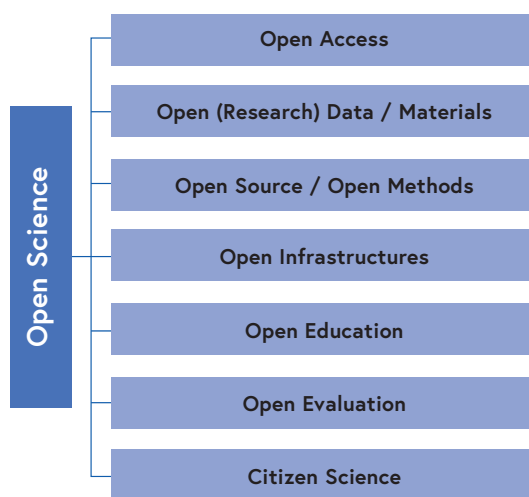 Open Science
Open Access
Open (Research) Data / Materials
Open Source / Open Methods
Open Infrastructures
Open Education
Open Evaluation
Citizen Science